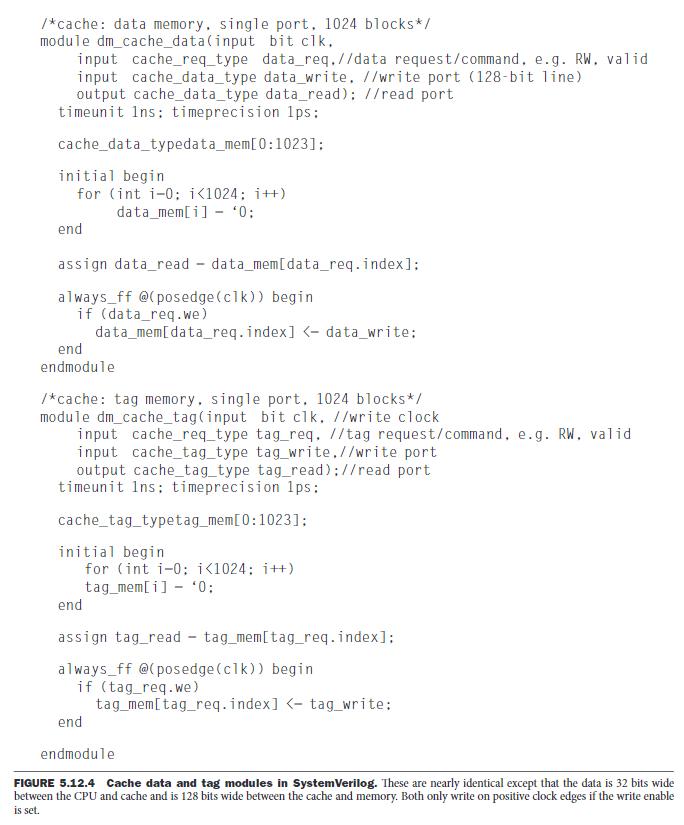 /*cache: data memory, single port, 1024 blocks*/
module dm_cache_data(input bit clk,
input cache_req_type data_req,//data request/command, e.g. RW, valid
input cache_data_type data_write, //write port (128-bit line)
output cache_data_type data_read); //read port
timeunit 1ns; timeprecision 1ps;
cache_data_typedata_mem[0:1023];
initial begin
for (int i=0; i<1024; i++)
data_mem[i] = ‘0;
end
assign data_read = data_mem[data_req.index];
always_ff @(posedge(clk)) begin
if (data_req.we)
data_mem[data_req.index] <= data_write;
end
endmodule
/*cache: tag memory, single port, 1024 blocks*/
module dm_cache_tag(input bit clk, //write clock
input cache_req_type tag_req, //tag request/command, e.g. RW, valid
input cache_tag_type tag_write,//write port
output cache_tag_type tag_read);//read port
timeunit 1ns; timeprecision 1ps;
cache_tag_typetag_mem[0:1023];
initial begin
for (int i=0; i<1024; i++)
tag_mem[i] = ‘0;
end
assign tag_read = tag_mem[tag_req.index];
always_ff @(posedge(clk)) begin
if (tag_req.we)
tag_mem[tag_req.index] <= tag_write;
end
endmodule
FIGURE 5.12.4 Cache data and tag modules in SystemVerilog. These are nearly identical except that the data is 32 bits wide
between the CPU and cache and is 128 bits wide between the cache and memory. Both only write on positive clock edges if the write enable
is set.